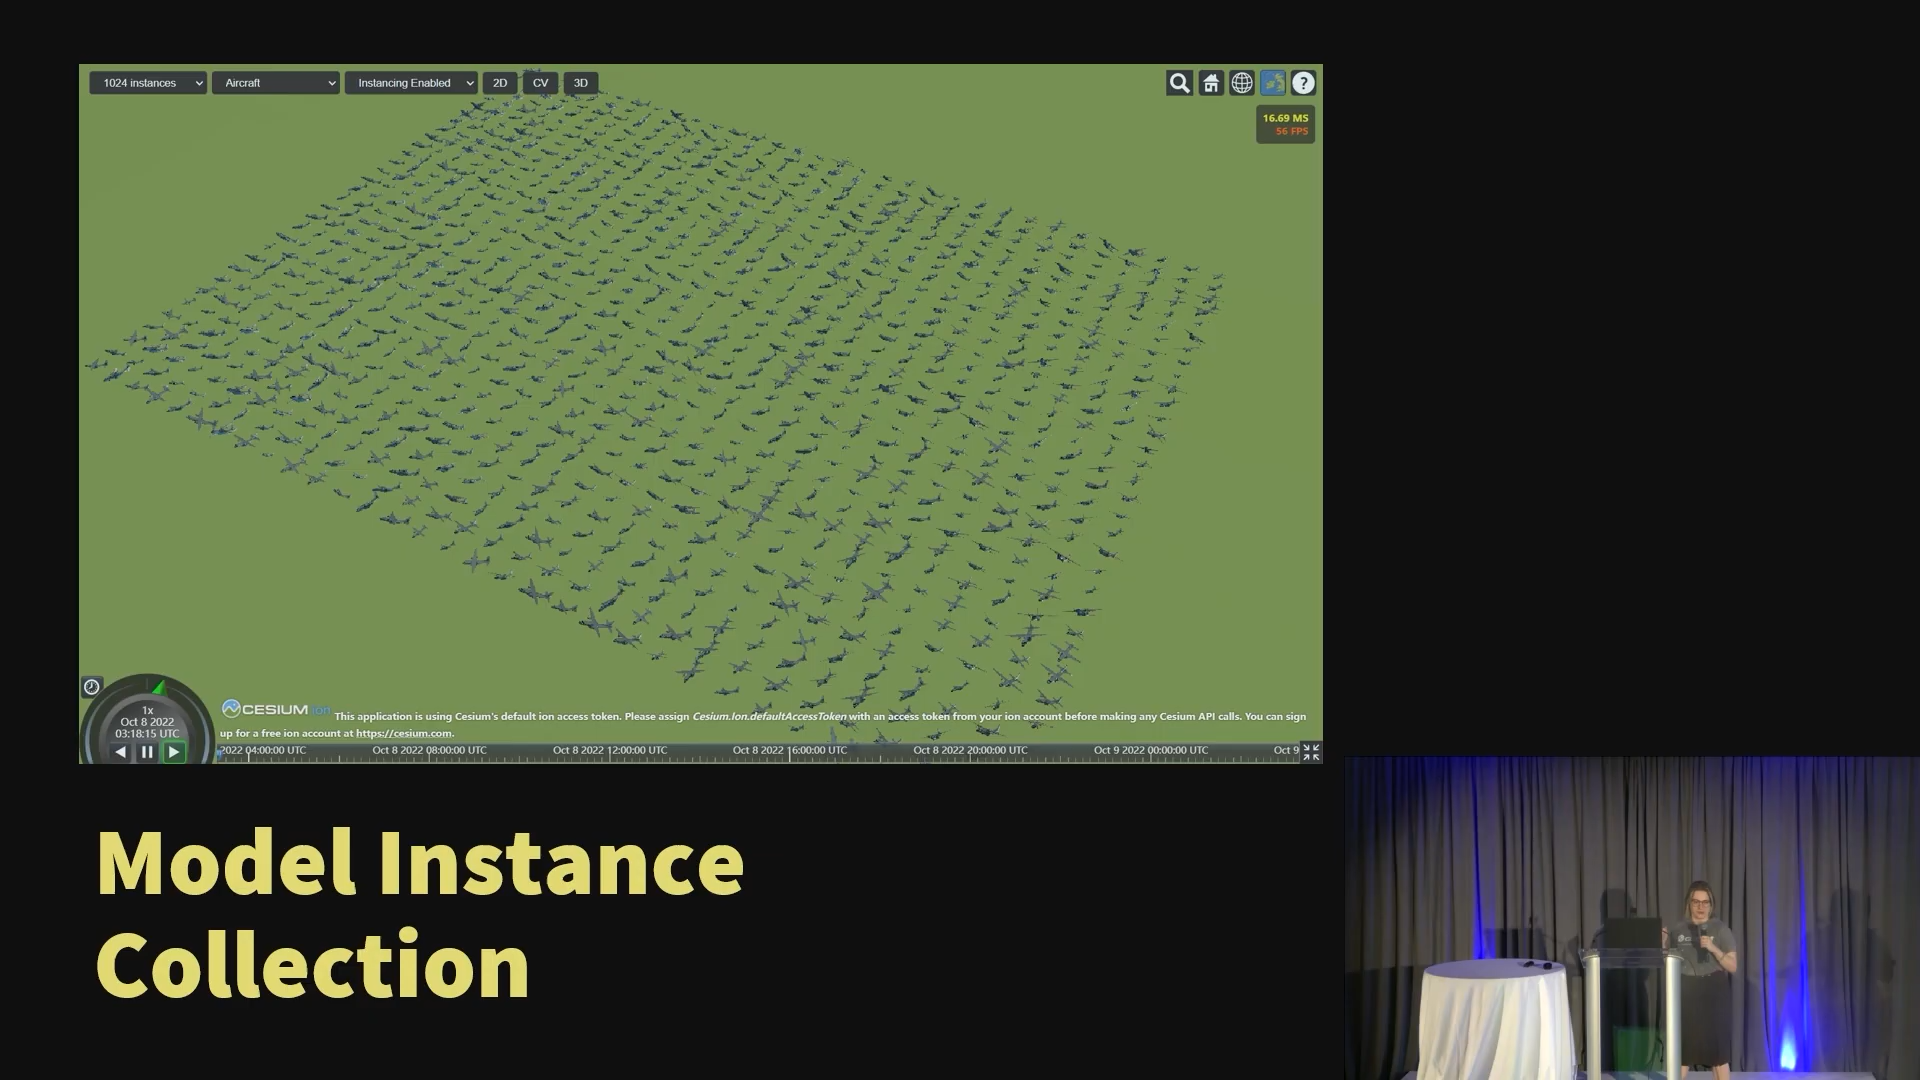 1024 instances
Aircraft
Instancing Enabled
2D
CV
3D
?
16.69 MS
56 FPS
1x
Oct 8 2022
03:18:15 UTC
CESIUM ion This application is using Cesium's default ion access token. Please assign Cesium.Ion.defaultAccessToken with an access token from your ion account before making any Cesium API calls. You can sign
up for a free ion account at https://cesium.com.
2022 04:00:00 UTC
Oct 8 2022 08:00:00 UTC
Oct 8 2022 12:00:00 UTC
Oct 8 2022 16:00:00 UTC
Oct 8 2022 20:00:00 UTC
Oct 9 2022 00:00:00 UTC
Oct 9
Model Instance
Collection